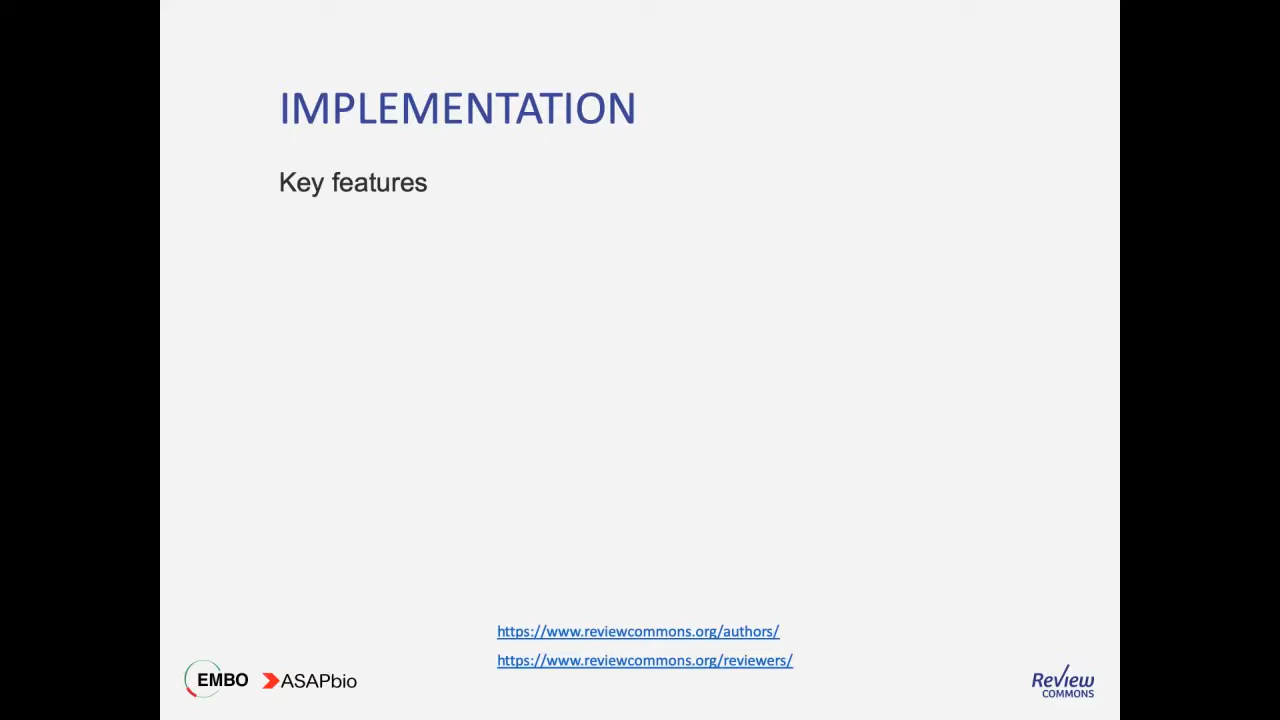 IMPLEMENTATION
Key features
https://www.reviewcommons.org/authors/
https://www.reviewcommons.org/reviewers/
EMBO
ASAPbio
Review
COMMONS